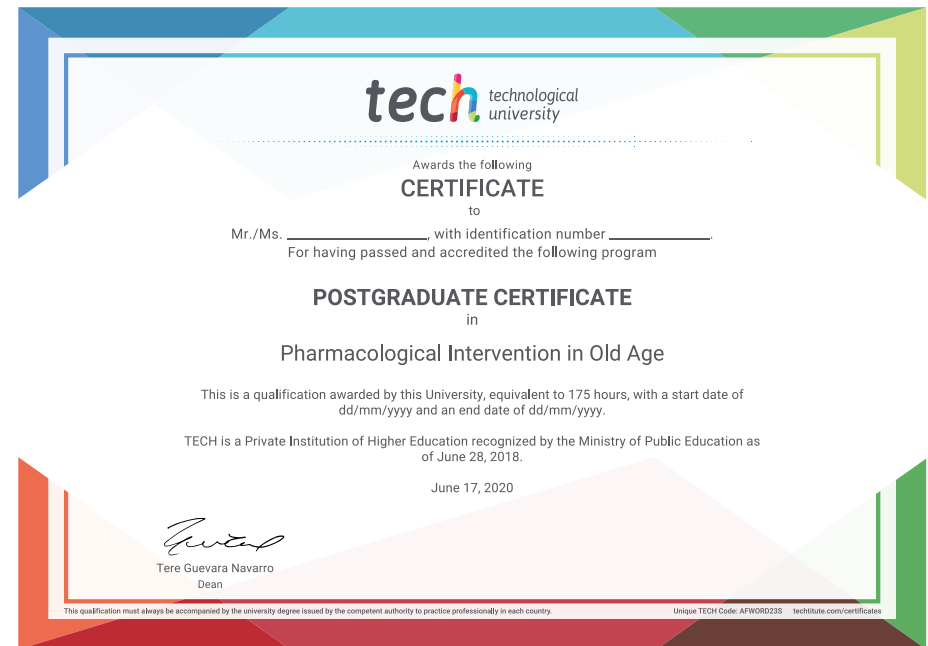 tech technological
university
Awards the following
CERTIFICATE
to
Mr./Ms. ____________________, with identification number ______________.
For having passed and accredited the following program
POSTGRADUATE CERTIFICATE
in
Pharmacological Intervention in Old Age
This is a qualification awarded by this University, equivalent to 175 hours, with a start date of
dd/mm/yyyy and an end date of dd/mm/yyyy.
TECH is a Private Institution of Higher Education recognized by the Ministry of Public Education as
of June 28, 2018.
June 17, 2020
Tere Guevara Navarro
Dean
This qualification must always be accompanied by the university degree issued by the competent authority to practice professionally in each country.
Unique TECH Code: AFWORD23S techtitute.com/certificates